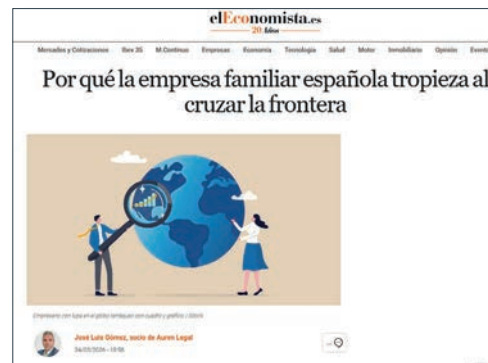 elEconomista.es
20 Años
Mercados y Cotizaciones Ibex 35 M.Continuo Empresas Economía Tecnología Salud Motor Inmobiliario Opinión
Por qué la empresa familiar española tropieza al
cruzar la frontera
José Luis Gómez, socio de Auren Legal